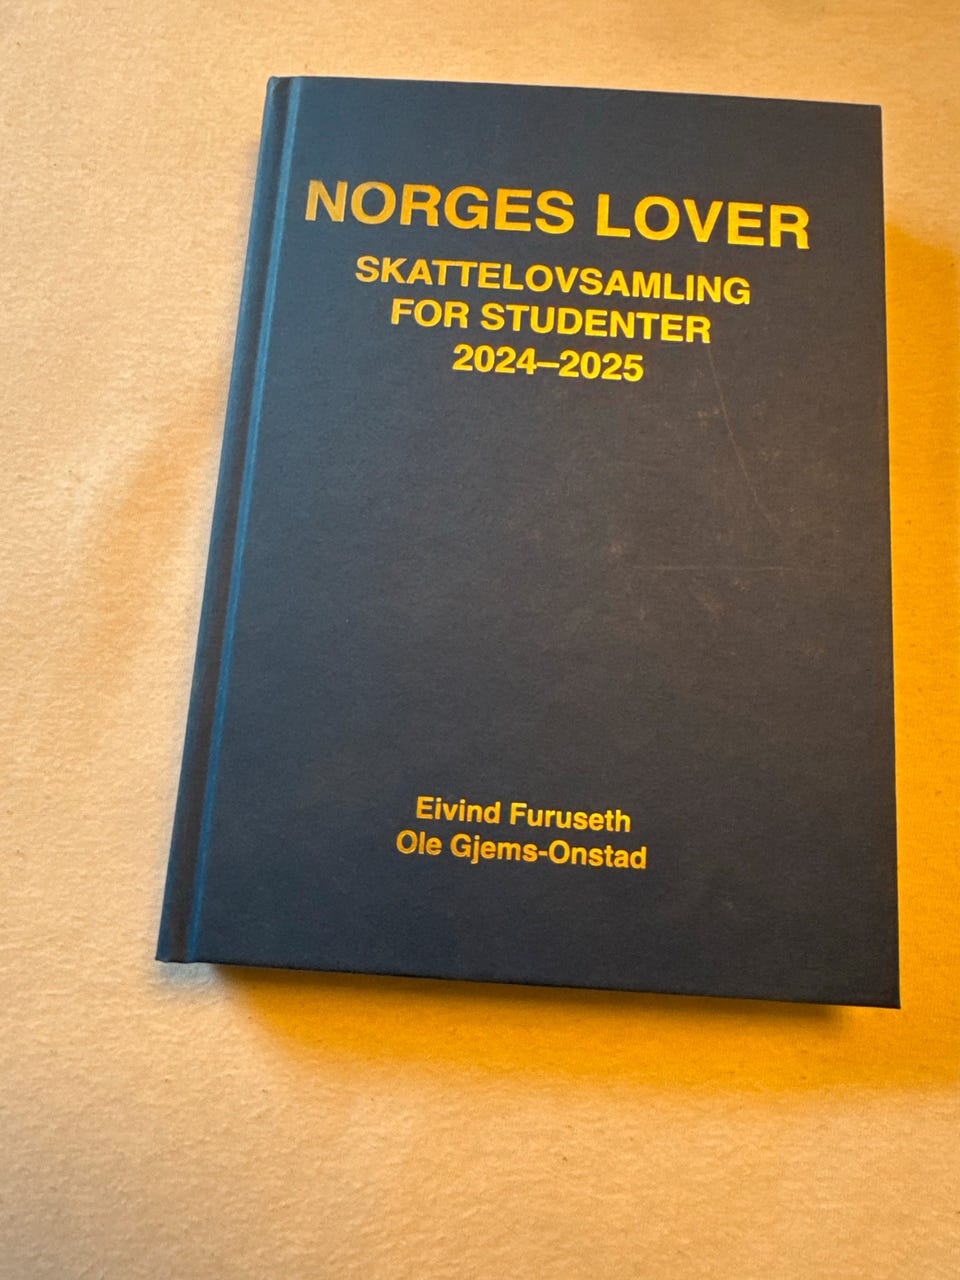 NORGES LOVER
SKATTELOVSAMLING
FOR STUDENTER
2024–2025
Eivind Furuseth
Ole Gjems-Onstad